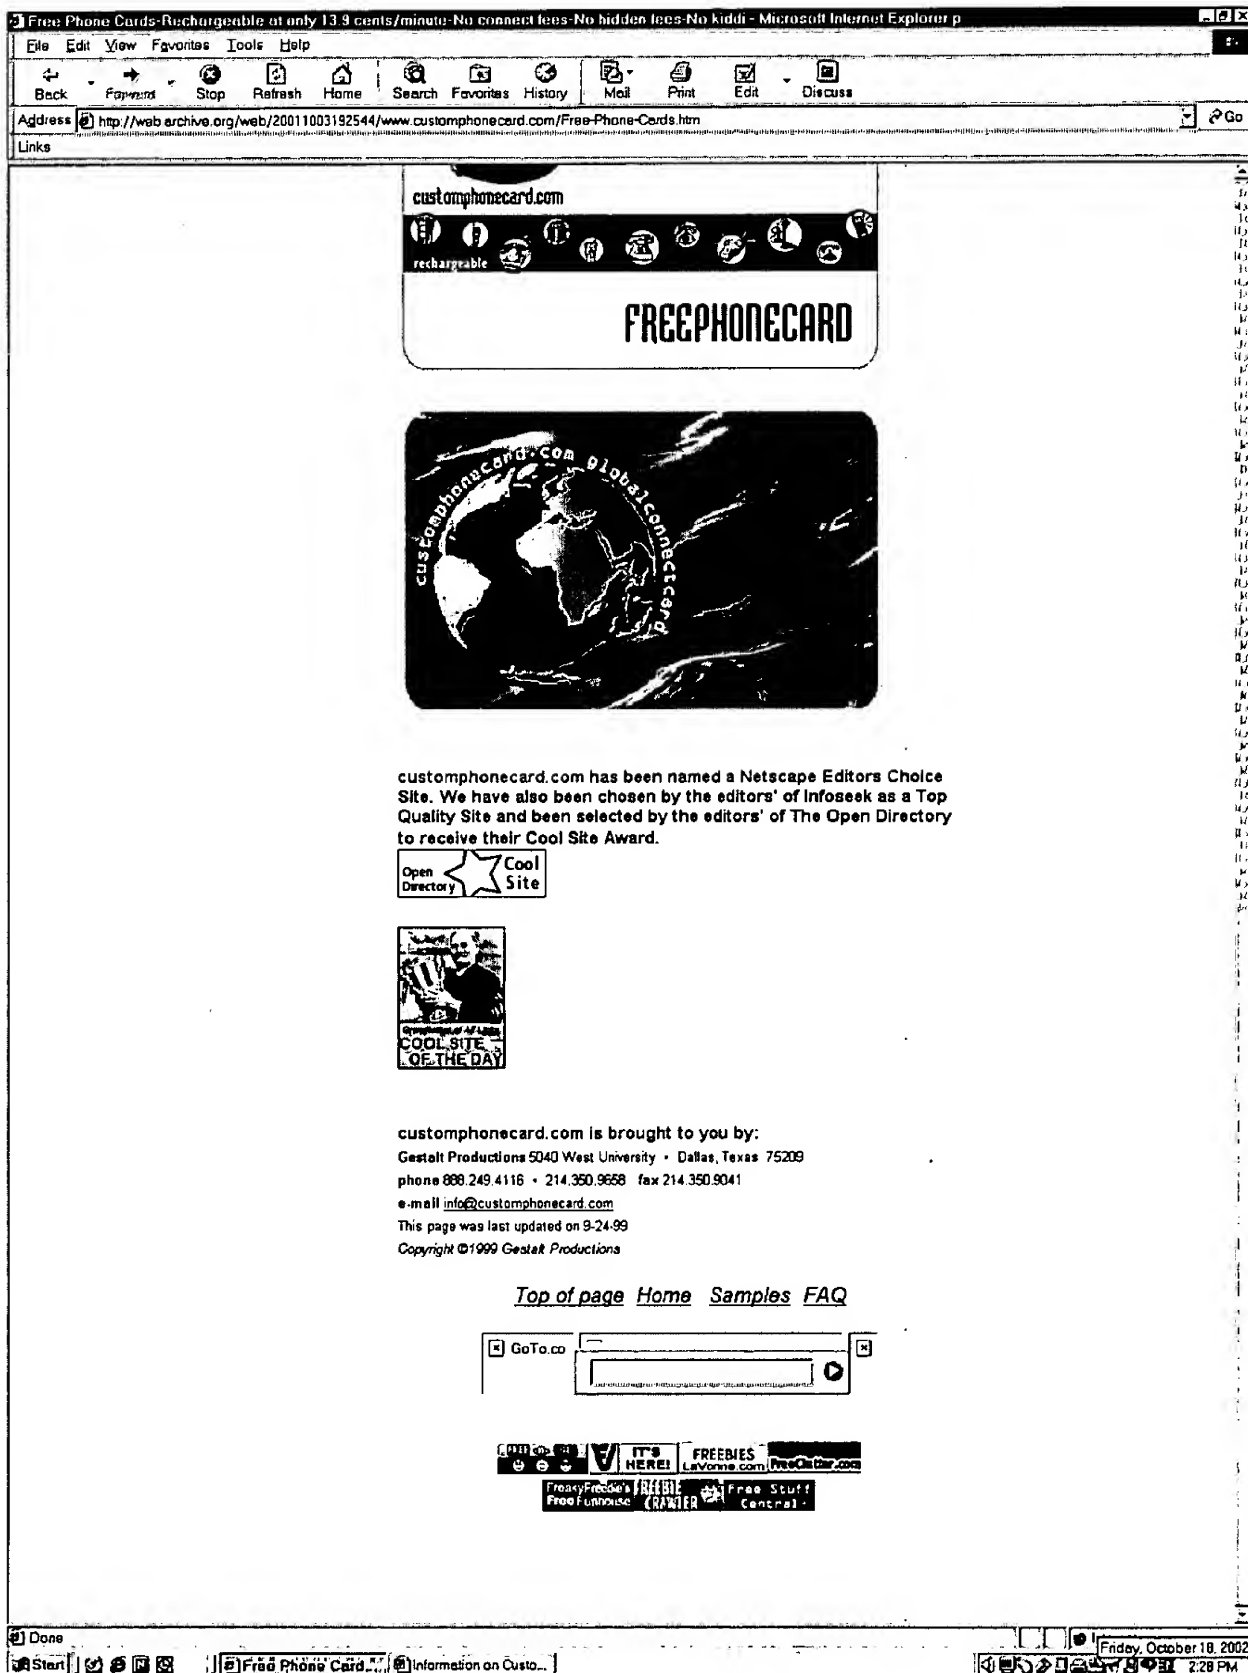 Free Phone Cards-Rechargeable at only 13.9 cents/minute-No connect fees-No hidden fees-No kiddi - Microsoft Internet Explorer p
File Edit View Favorites Tools Help
Back Forward Stop Refresh Home Search Favorites History Mail Print Edit Discuss
Address http://web.archive.org/web/20011003192544/www.customphonecard.com/Free-Phone-Cards.htm Go
Links
customphonecard.com
rechargeable
FREEPHONECARD
customphonecard.com globalconnectcard
customphonecard.com has been named a Netscape Editors Choice
Site. We have also been chosen by the editors' of Infoseek as a Top
Quality Site and been selected by the editors' of The Open Directory
to receive their Cool Site Award.
Open Directory Cool Site
COOL SITE
OF THE DAY
customphonecard.com is brought to you by:
Gestalt Productions 5040 West University • Dallas, Texas 75209
phone 888.249.4116 • 214.350.9658 fax 214.350.9041
e-mail info@customphonecard.com
This page was last updated on 9-24-99
Copyright ©1999 Gestalt Productions
Top of page Home Samples FAQ
GoTo.co
IT'S HERE! FREEBIES LaVonne.com FreeClutter.com
FreakyFreddie's Free Funhouse FREEBIE CRAWLER Free Stuff Central
Done
Friday, October 18, 2002
Start Free Phone Card... Information on Custo... 2:28 PM